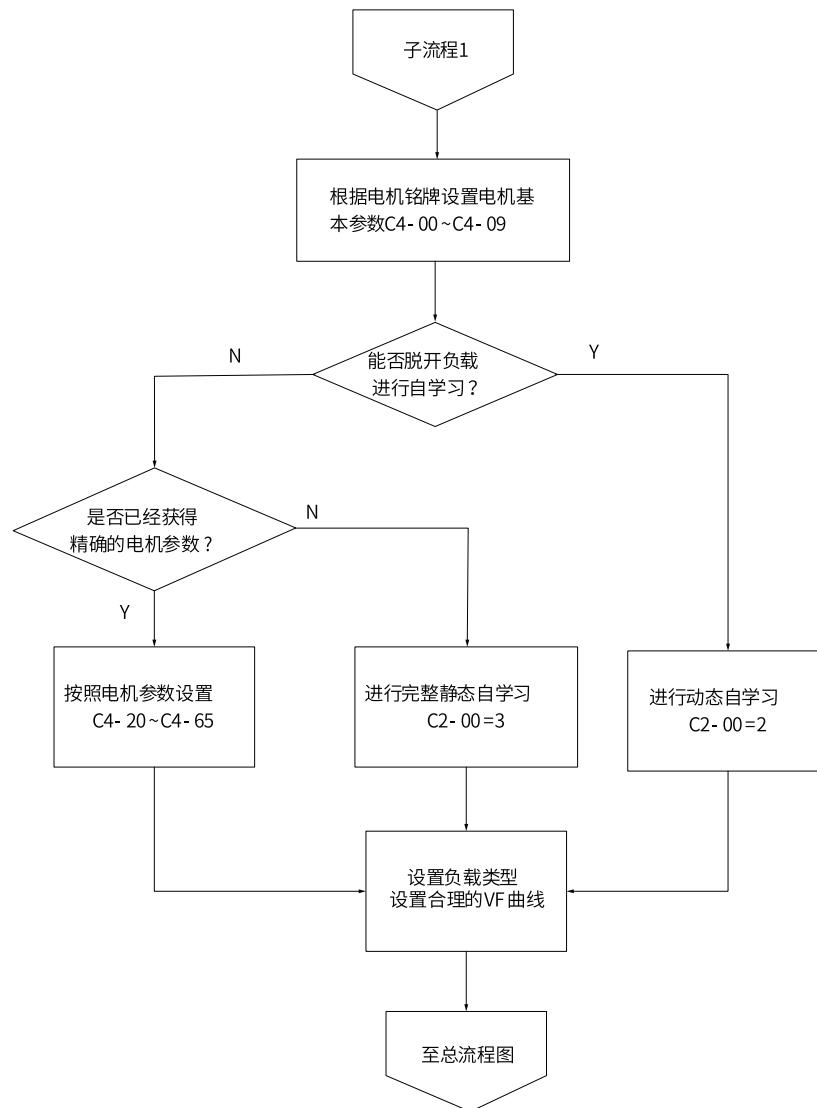 子流程1
根据电机铭牌设置电机基
本参数C4-00~C4-09
能否脱开负载
进行自学习？
N
Y
是否已经获得
精确的电机参数？
N
Y
按照电机参数设置
C4-20~C4-65
进行完整静态自学习
C2-00=3
进行动态自学习
C2-00=2
设置负载类型
设置合理的VF曲线
至总流程图